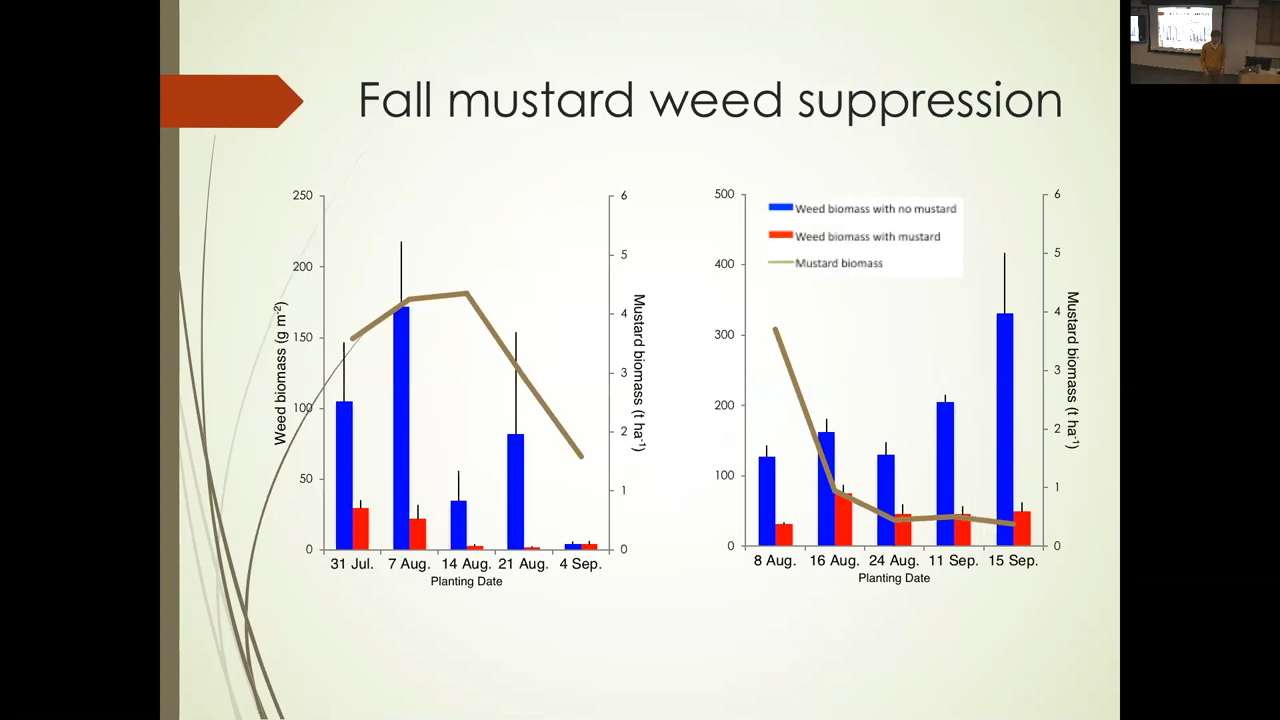 Fall mustard weed suppression
250
200
150
100
50
0
Weed biomass (g m-2)
6
5
4
3
2
1
0
Mustard biomass (t ha-1)
31 Jul. 7 Aug. 14 Aug. 21 Aug. 4 Sep.
Planting Date
500
400
300
200
100
0
Weed biomass with no mustard
Weed biomass with mustard
Mustard biomass
6
5
4
3
2
1
0
Mustard biomass (t ha-1)
8 Aug. 16 Aug. 24 Aug. 11 Sep. 15 Sep.
Planting Date